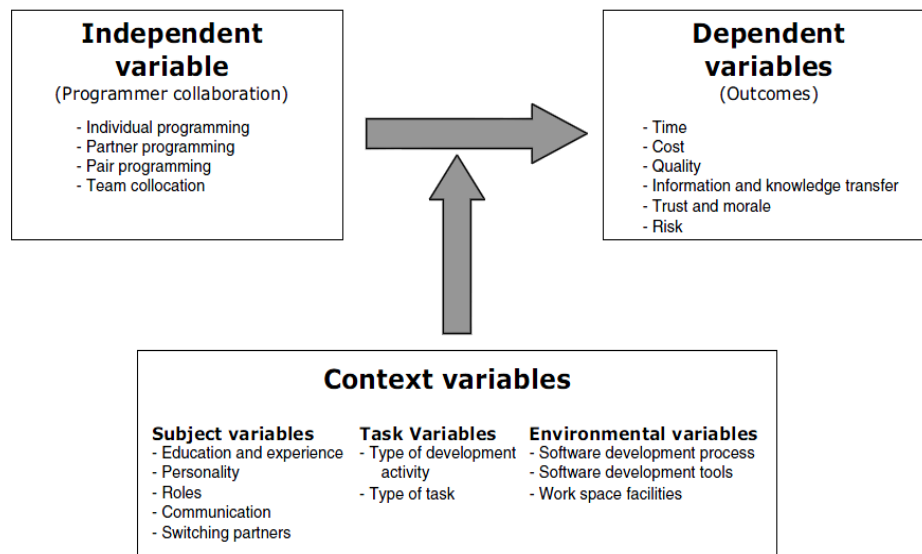 Independent
variable
(Programmer collaboration)
- Individual programming
- Partner programming
- Pair programming
- Team collocation
Dependent
variables
(Outcomes)
- Time
- Cost
- Quality
- Information and knowledge transfer
- Trust and morale
- Risk
Context variables
Subject variables
- Education and experience
- Personality
- Roles
- Communication
- Switching partners
Task Variables
- Type of development
activity
- Type of task
Environmental variables
- Software development process
- Software development tools
- Work space facilities